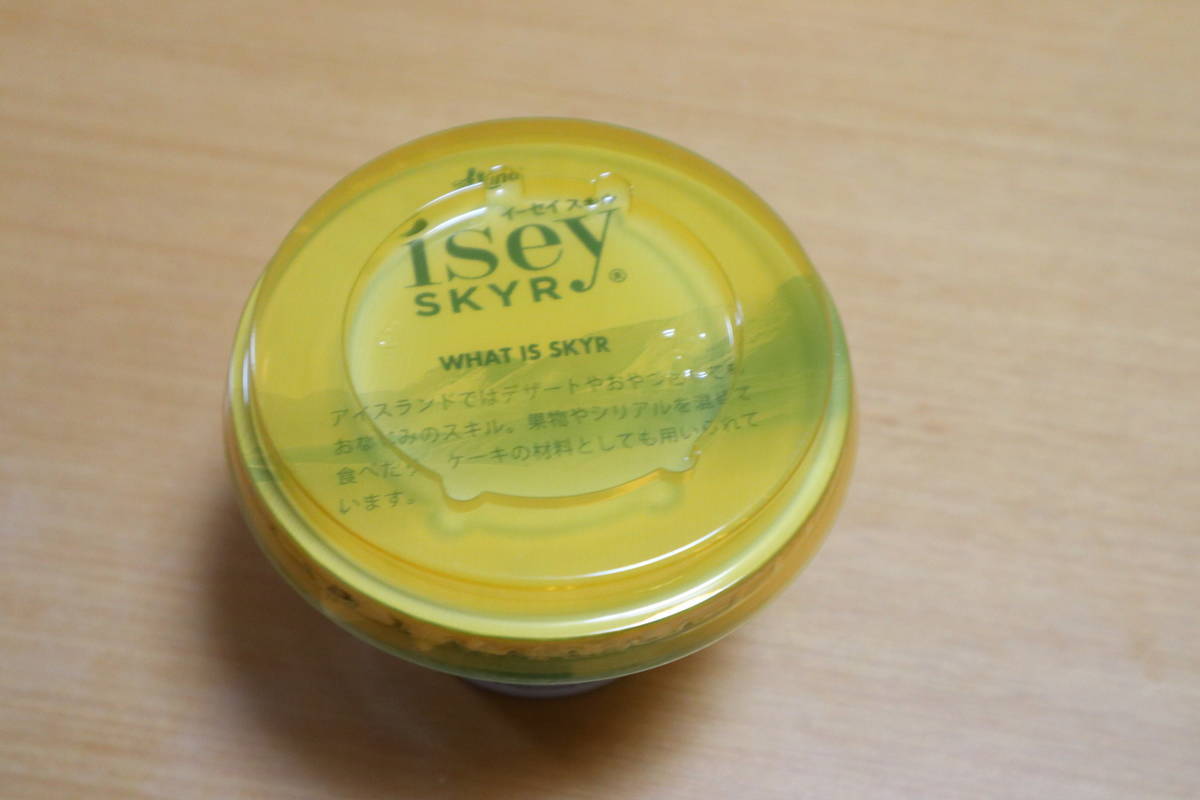 イーセイ スキル
ísey
SKYR®
WHAT IS SKYR
アイスランドではデザートやおやつとしても
おなじみのスキル。果物やシリアルを混ぜて
食べたり、ケーキの材料としても用いられて
います。